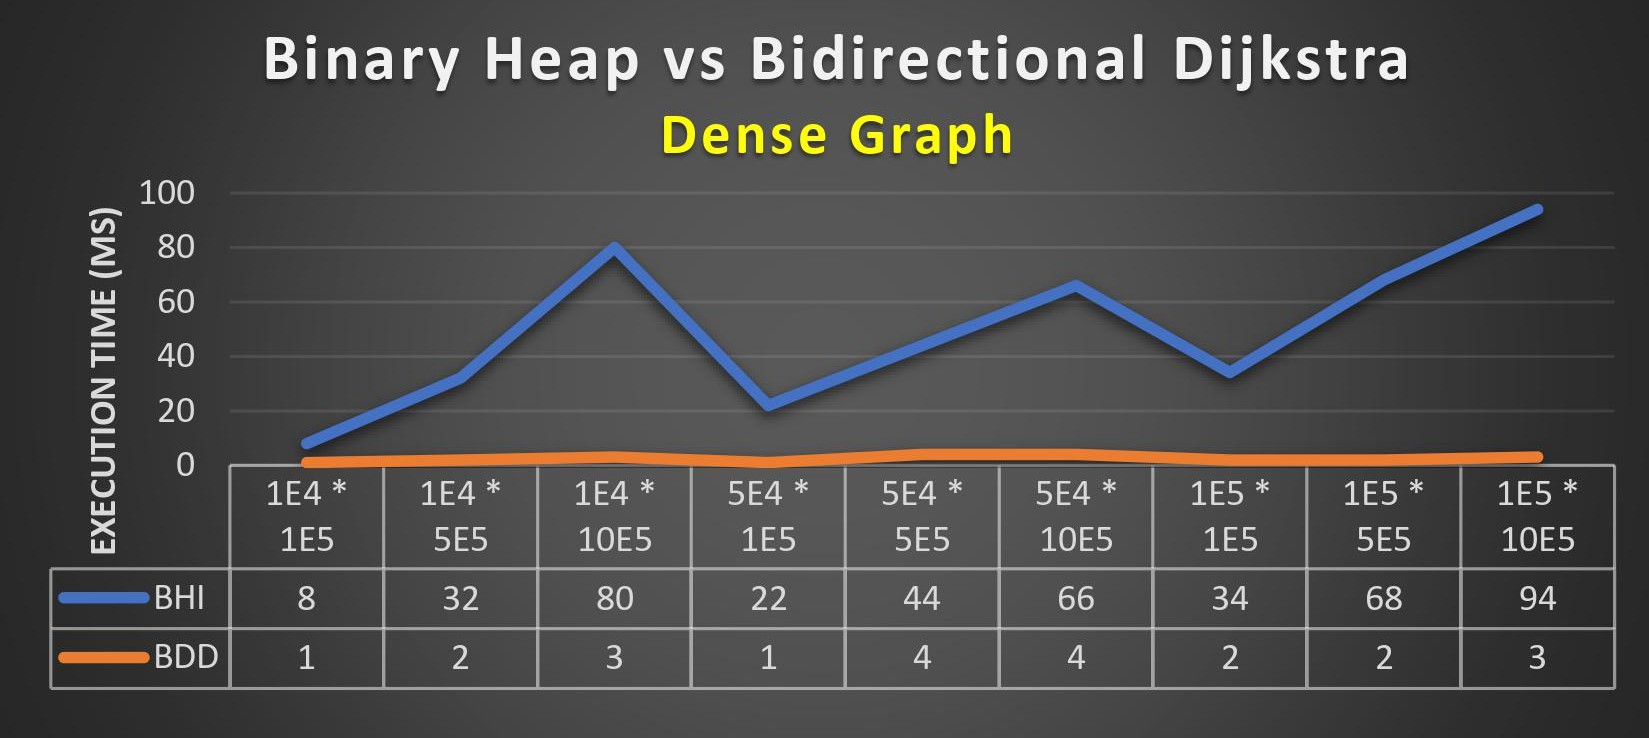 Binary Heap vs Bidirectional Dijkstra
Dense Graph
EXECUTION TIME (MS)
100
80
60
40
20
0
1E4 * 1E4 * 1E4 * 5E4 * 5E4 * 5E4 * 1E5 * 1E5 * 1E5 *
1E5 5E5 10E5 1E5 5E5 10E5 1E5 5E5 10E5
BHI 8 32 80 22 44 66 34 68 94
BDD 1 2 3 1 4 4 2 2 3